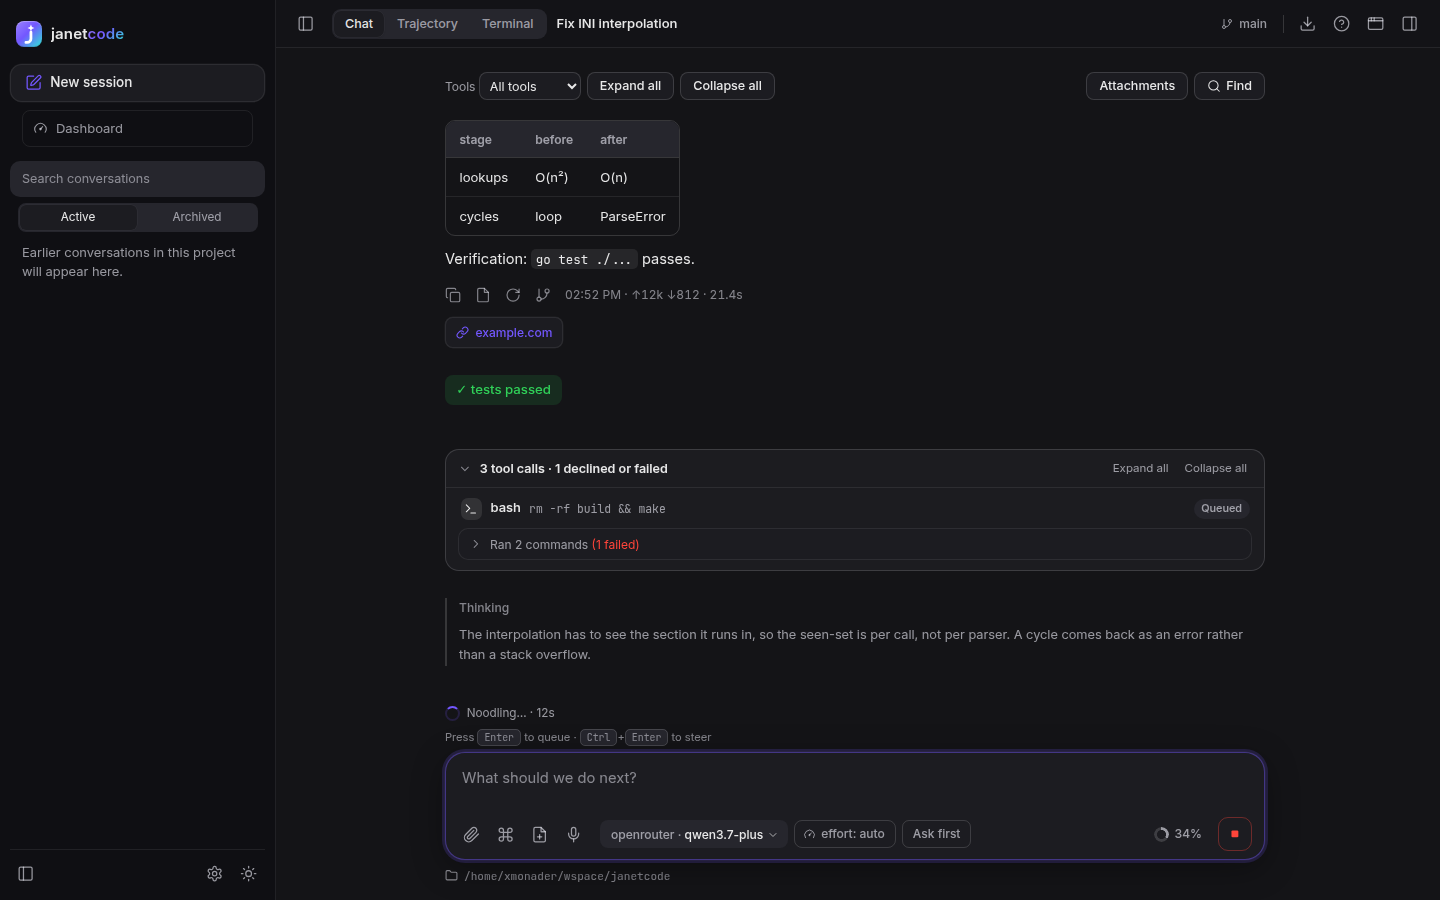 janetcode
Chat
Trajectory
Terminal
Fix INI interpolation
main
New session
Dashboard
Search conversations
Active
Archived
Earlier conversations in this project
will appear here.
Tools
All tools
Expand all
Collapse all
Attachments
Find
stage before after
lookups O(n²) O(n)
cycles loop ParseError
Verification: go test ./... passes.
02:52 PM · ↑12k ↓812 · 21.4s
example.com
✓ tests passed
3 tool calls · 1 declined or failed
Expand all
Collapse all
bash rm -rf build && make
Queued
Ran 2 commands (1 failed)
Thinking
The interpolation has to see the section it runs in, so the seen-set is per call, not per parser. A cycle comes back as an error rather
than a stack overflow.
Noodling... · 12s
Press Enter to queue · Ctrl+Enter to steer
What should we do next?
openrouter · qwen3.7-plus
effort: auto
Ask first
34%
/home/xmonader/wspace/janetcode